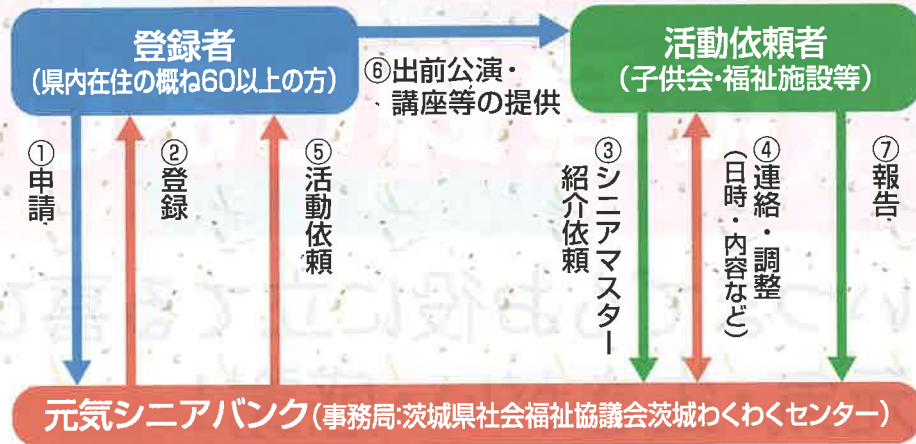 登録者
(県内在住の概ね60以上の方)
活動依頼者
(子供会・福祉施設等)
⑥出前公演・
講座等の提供
①申請
②登録
⑤活動依頼
③シニアマスター
紹介依頼
④連絡・調整
(日時・内容など)
⑦報告
元気シニアバンク(事務局:茨城県社会福祉協議会茨城わくわくセンター)